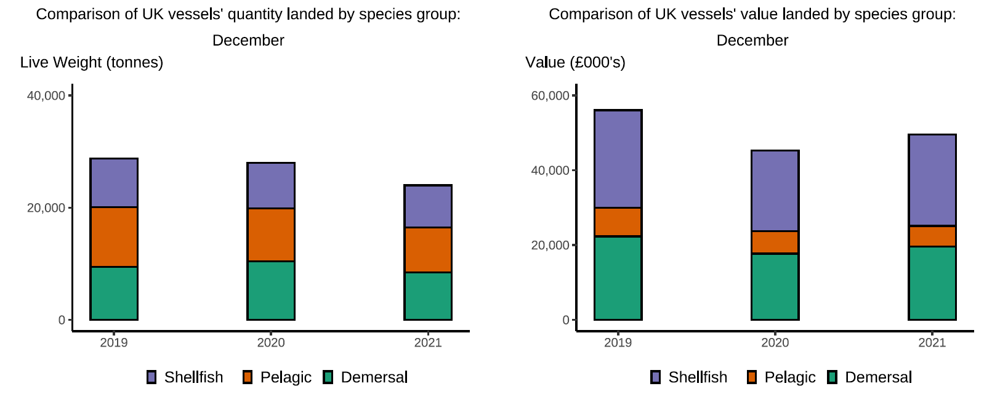 Comparison of UK vessels' quantity landed by species group:
December
Live Weight (tonnes)
40,000
20,000
0
2019 2020 2021
Shellfish Pelagic Demersal
Comparison of UK vessels' value landed by species group:
December
Value (£000's)
60,000
40,000
20,000
0
2019 2020 2021
Shellfish Pelagic Demersal